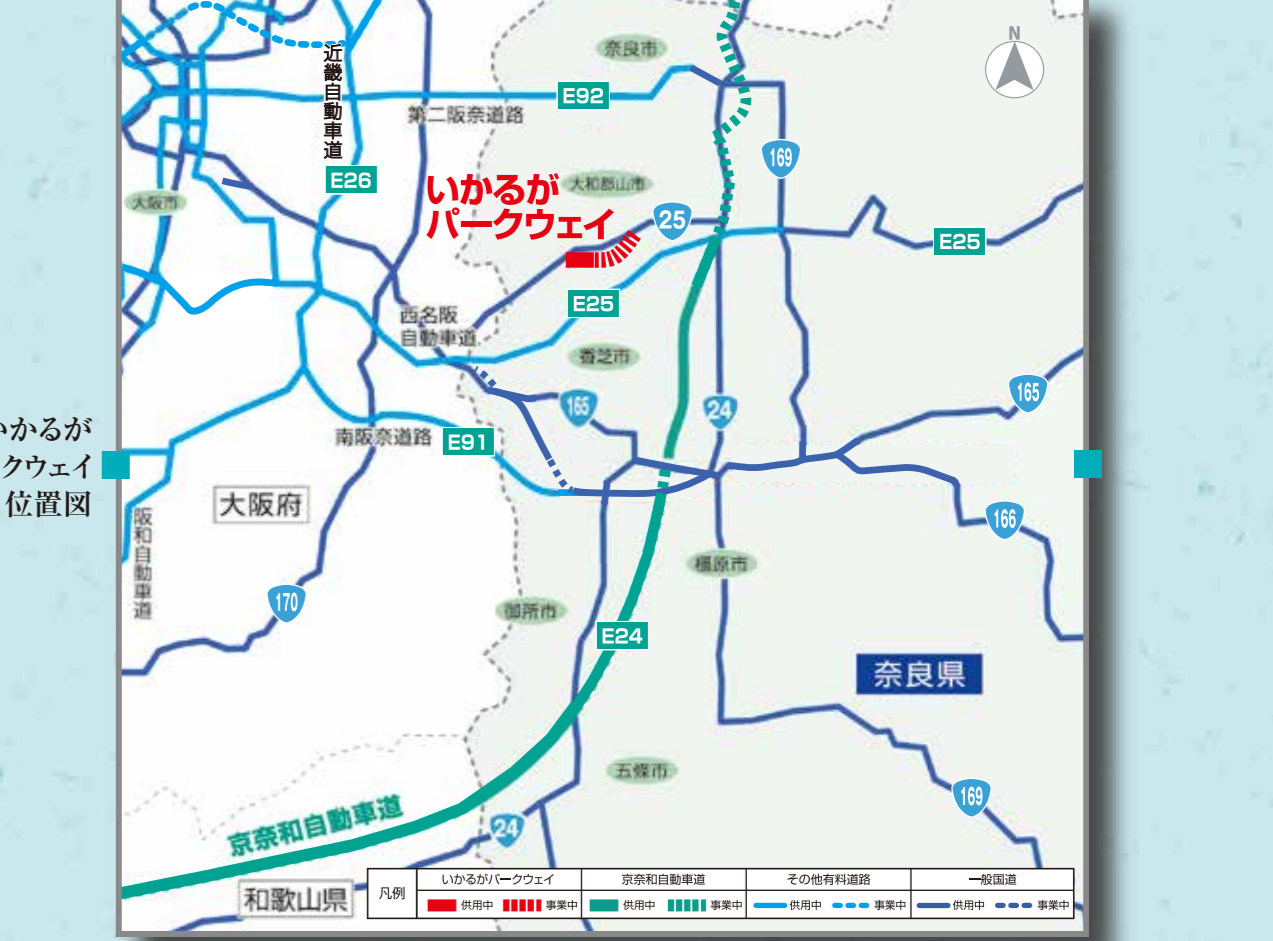 N
奈良市
近畿自動車道
E92
第二阪奈道路
169
E26
大和郡山市
いかるが
パークウェイ
大阪市
25
E25
E25
西名阪
自動車道
香芝市
165
24
165
いかるが
クウェイ
位置図
南阪奈道路
E91
大阪府
阪和自動車道
166
橿原市
170
御所市
E24
奈良県
五條市
169
京奈和自動車道
24
和歌山県
凡例
いかるがパークウェイ
供用中 事業中
京奈和自動車道
供用中 事業中
その他有料道路
供用中 事業中
一般国道
供用中 事業中